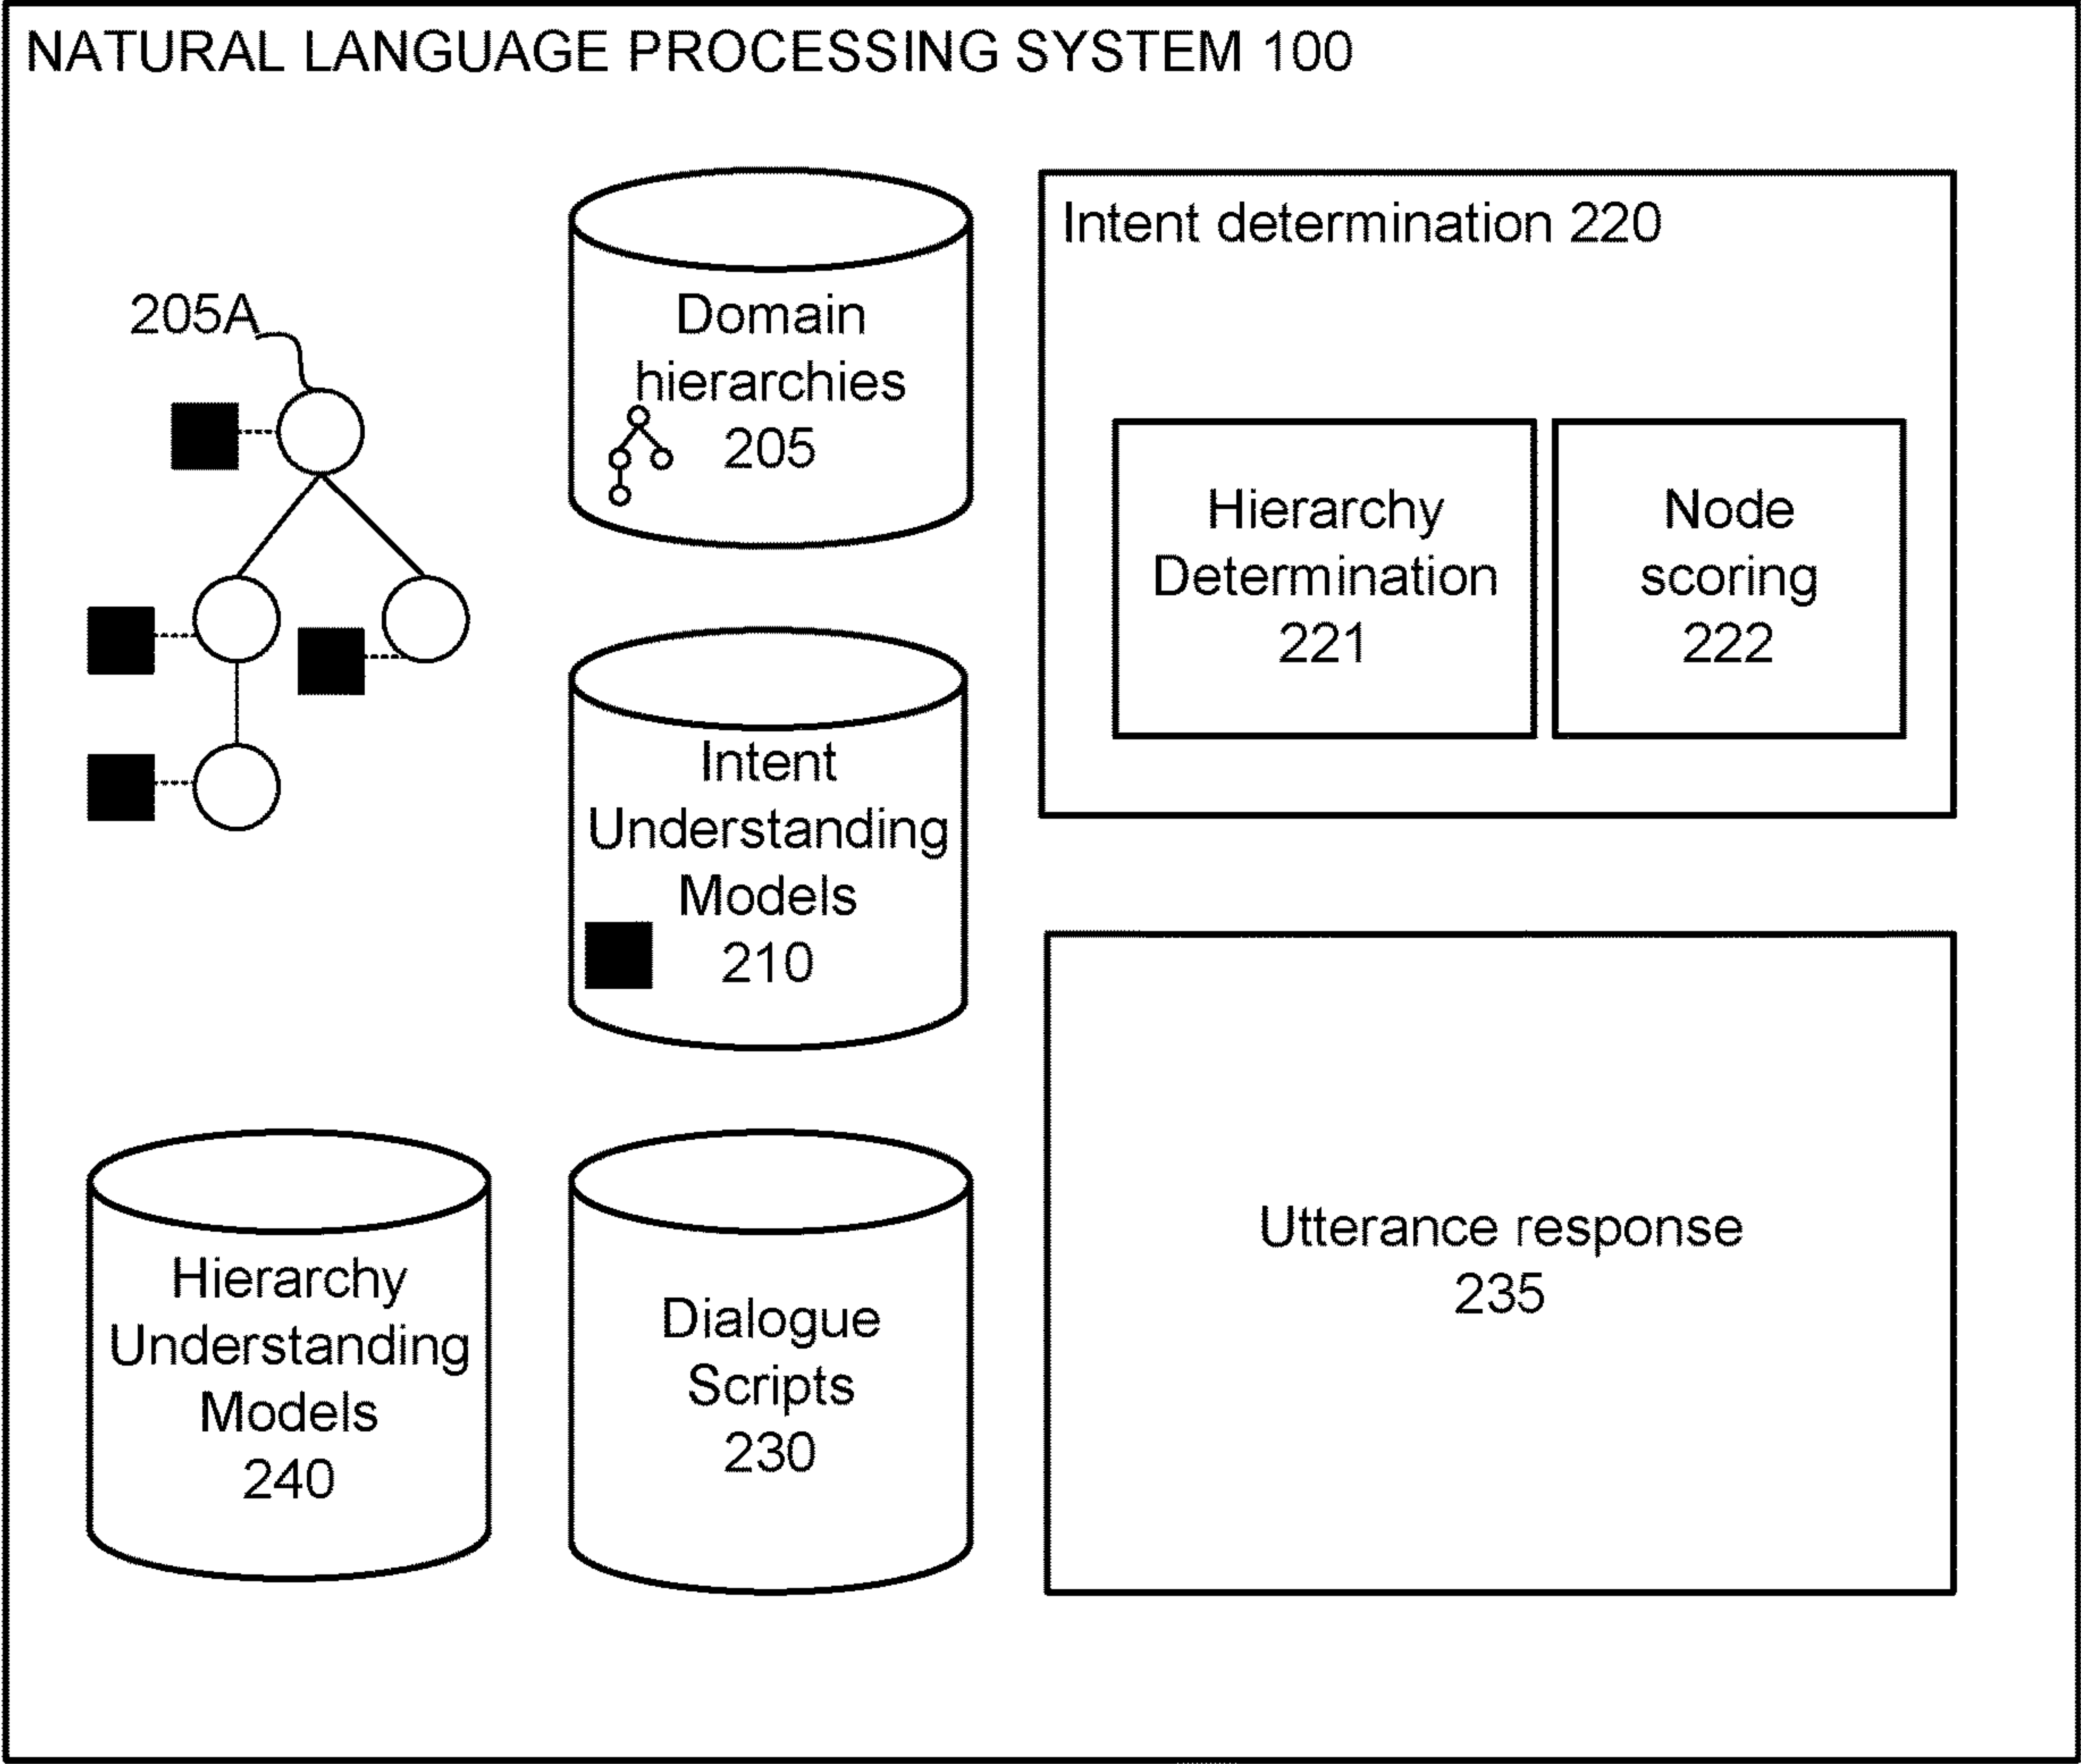 NATURAL LANGUAGE PROCESSING SYSTEM 100
205A
Domain
hierarchies
205
Intent
Understanding
Models
210
Hierarchy
Understanding
Models
240
Dialogue
Scripts
230
Intent determination 220
Hierarchy
Determination
221
Node
scoring
222
Utterance response
235